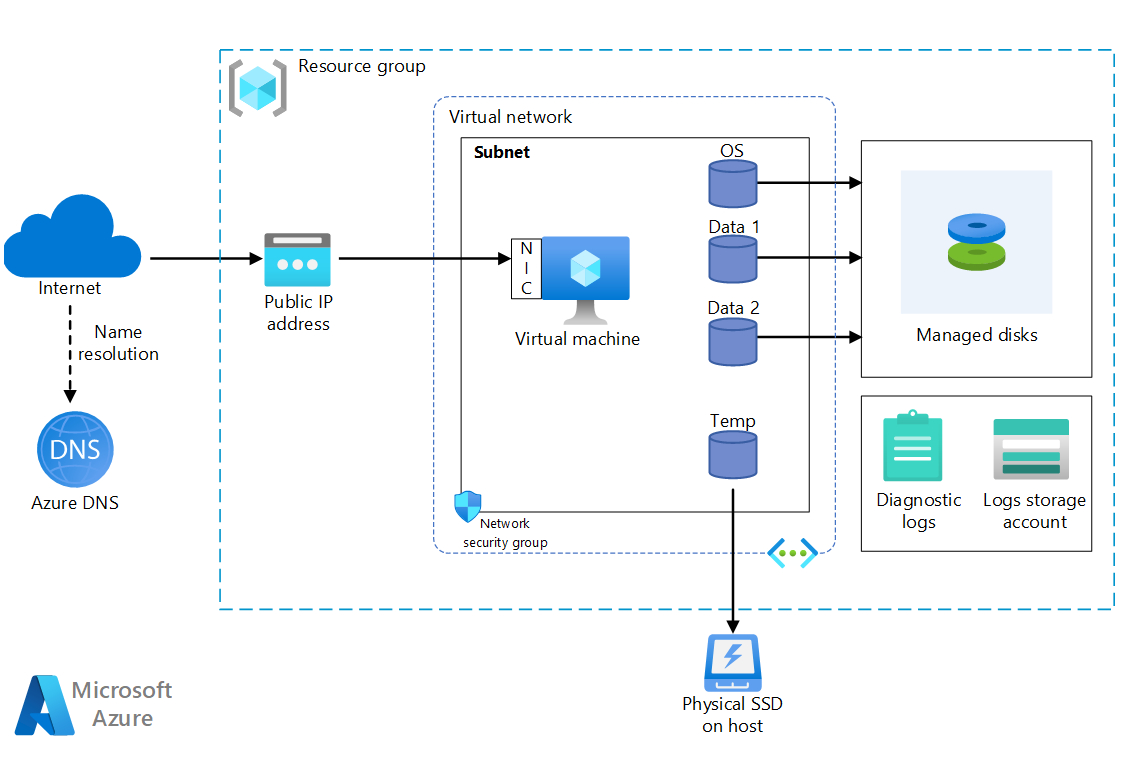 Resource group
Virtual network
Subnet
OS
Data 1
Data 2
Temp
N
I
C
Virtual machine
Internet
Name
resolution
DNS
Azure DNS
Public IP
address
Managed disks
Diagnostic
logs
Logs storage
account
Network
security group
Physical SSD
on host
Microsoft
Azure